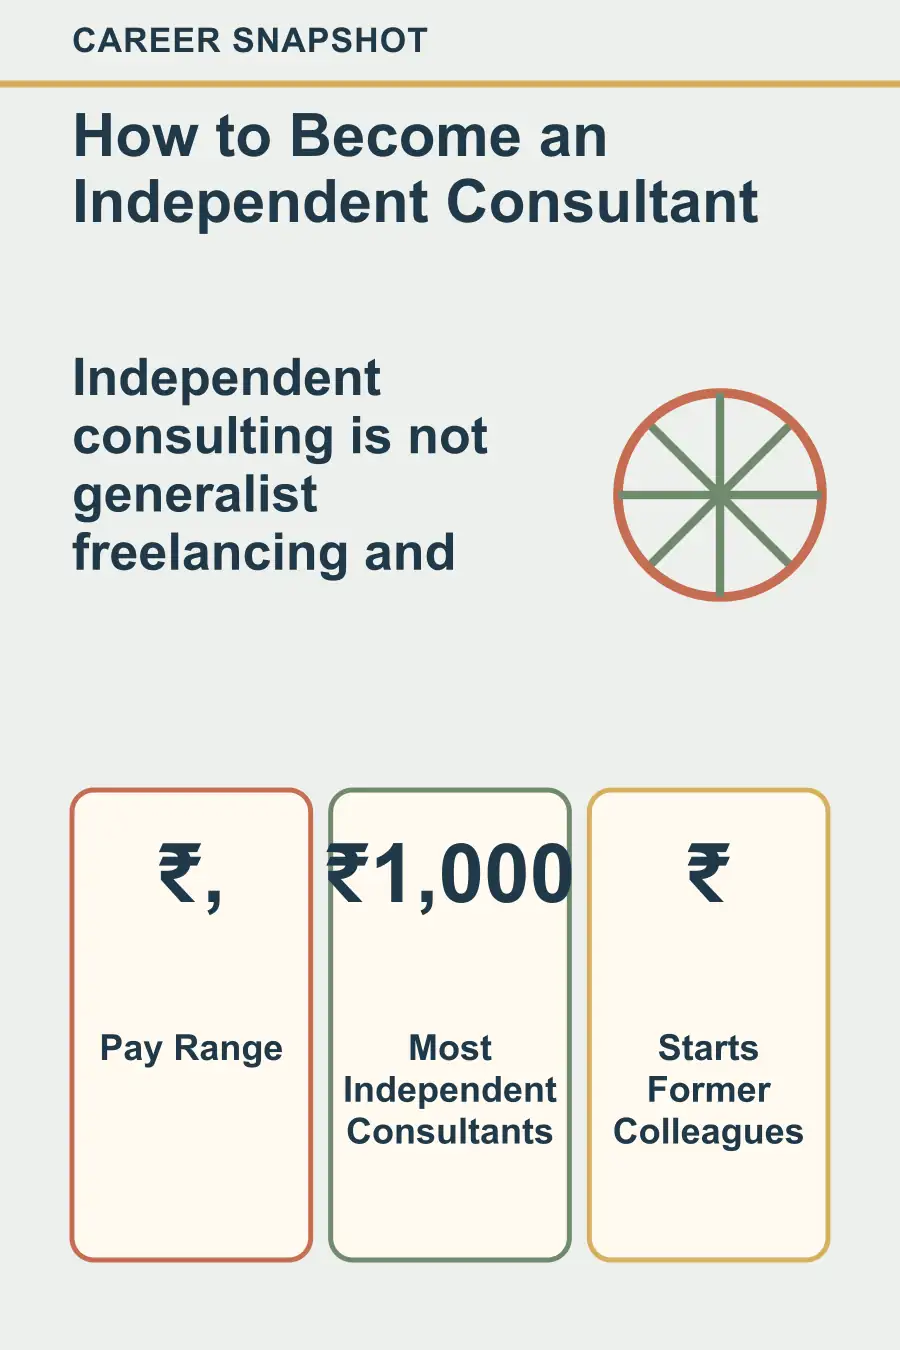 CAREER SNAPSHOT
How to Become an
Independent Consultant
Independent
consulting is not
generalist
freelancing and
₹,
Pay Range
₹1,000
Most
Independent
Consultants
₹
Starts
Former
Colleagues